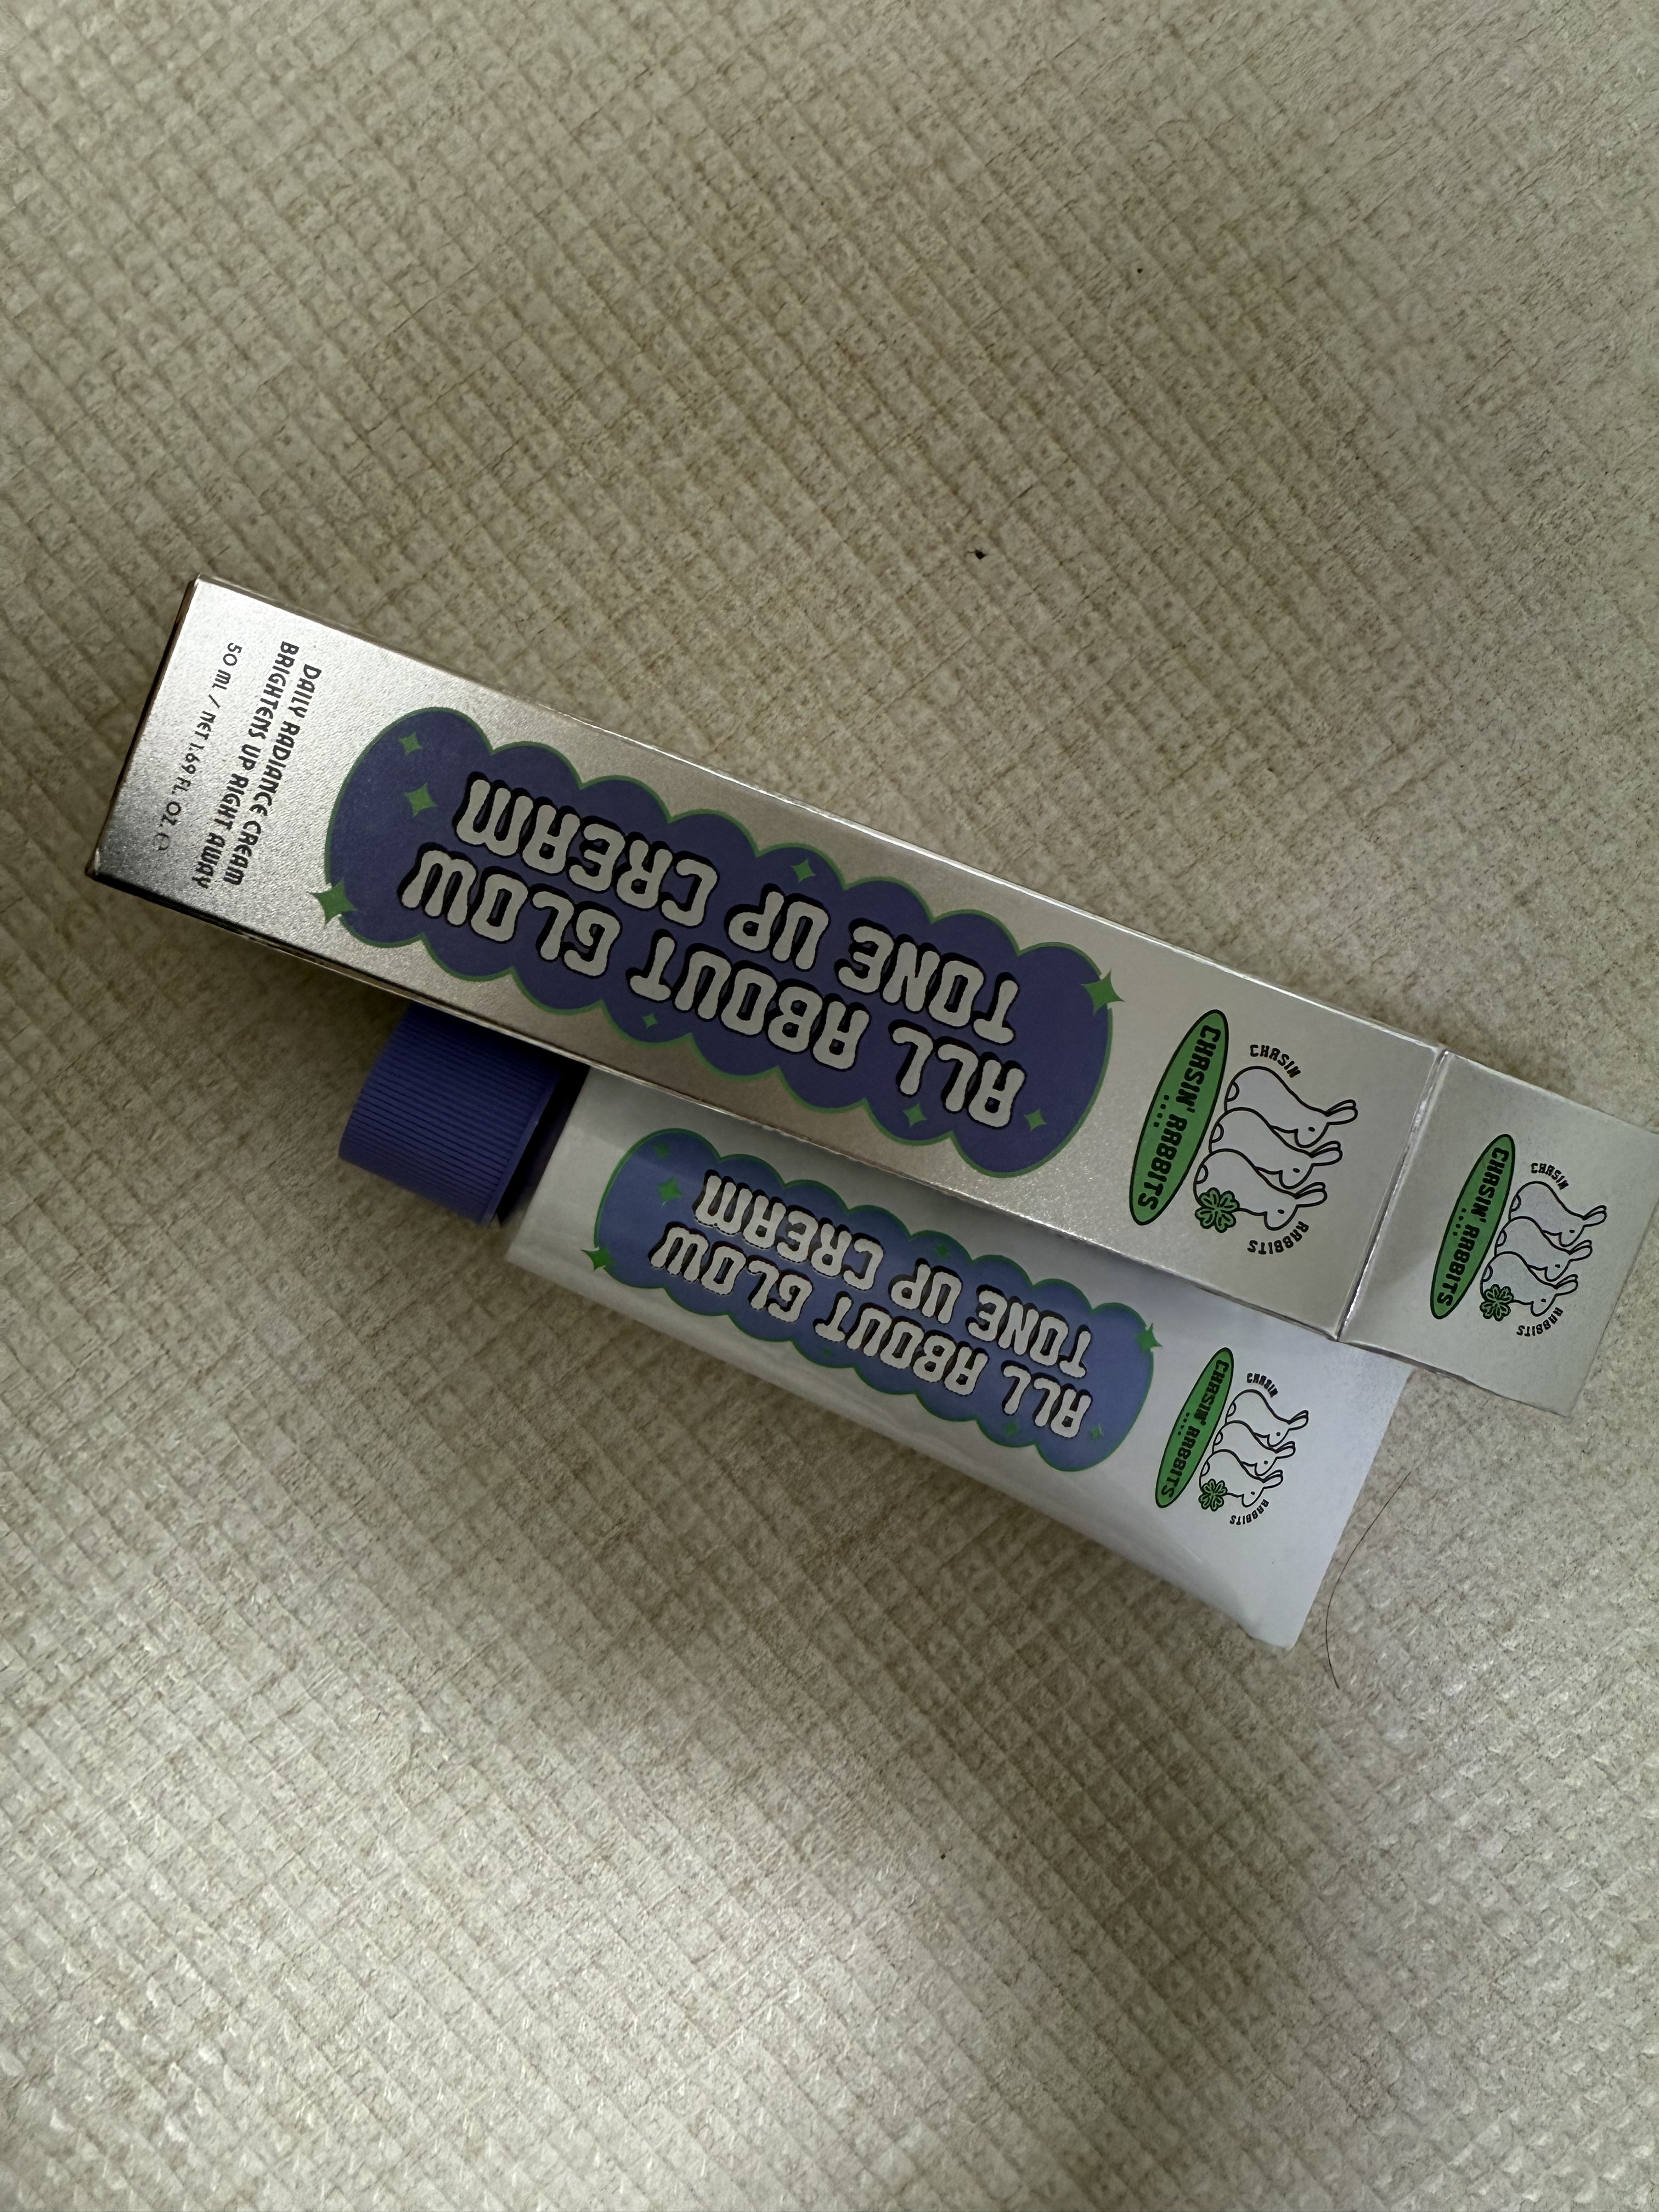 CHASIN' RABBITS
CHASIN
RABBITS
CHASIN' RABBITS
CHASIN
RABBITS
ALL ABOUT GLOW
TONE UP CREAM
DAILY RADIANCE CREAM
BRIGHTENS UP RIGHT AWAY
50 ML / NET 1.69 FL. OZ. ℮
CHASIN' RABBITS
CHASIN
RABBITS
ALL ABOUT GLOW
TONE UP CREAM